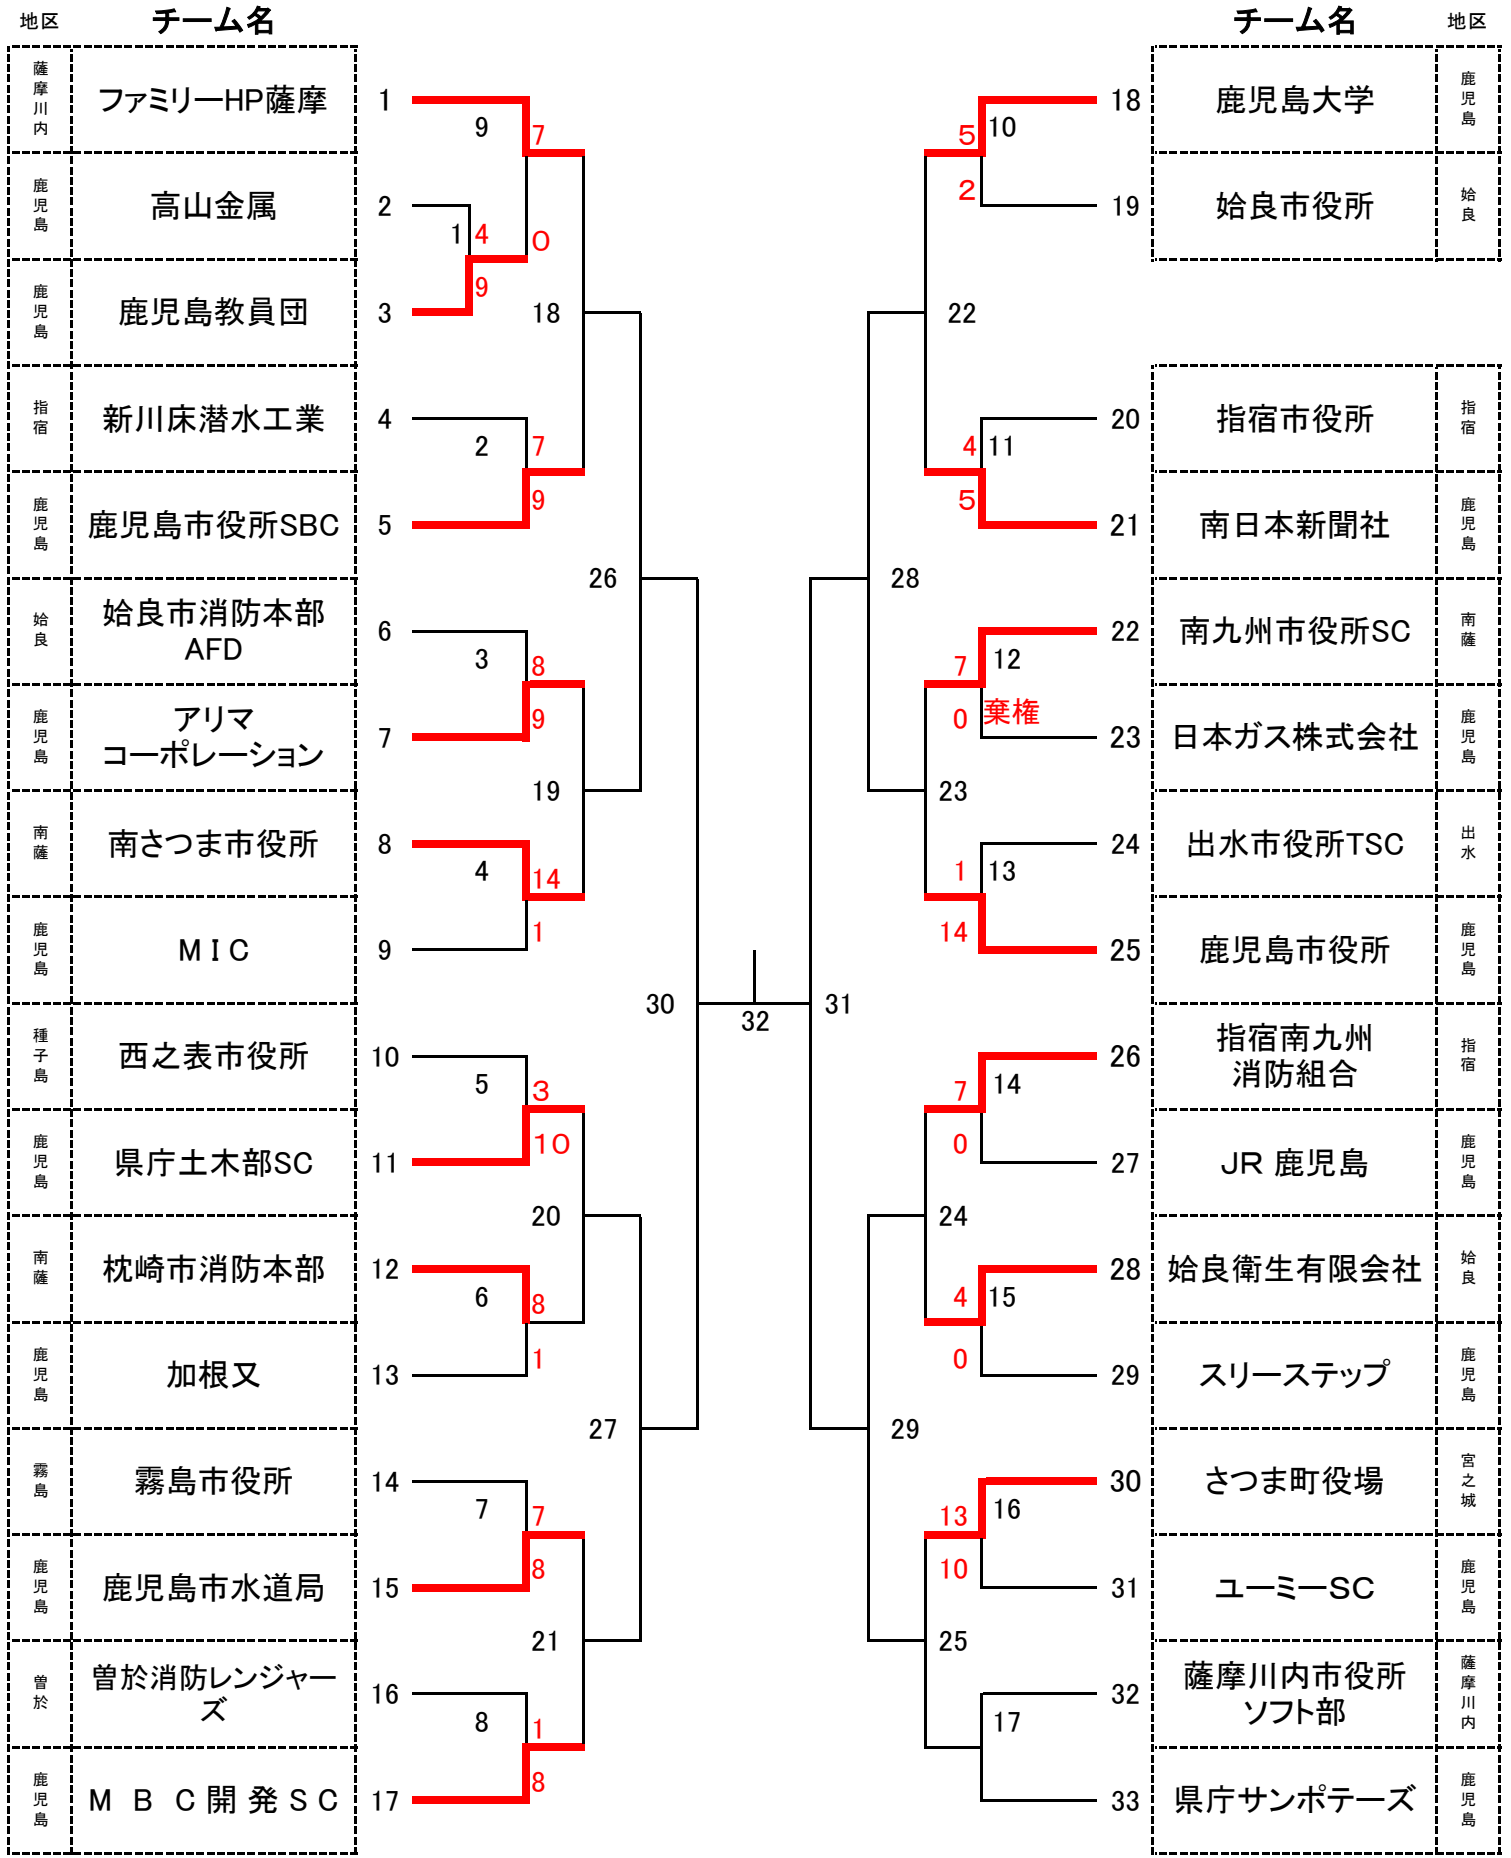 地区 チーム名 チーム名 地区
薩摩川内 ファミリーHP薩摩 1
9 7
鹿児島 高山金属 2
1 4 0
9
鹿児島 鹿児島教員団 3
18
指宿 新川床潜水工業 4
2 7
9
鹿児島 鹿児島市役所SBC 5
26
姶良 姶良市消防本部
AFD 6
3 8
9
鹿児島 アリマ
コーポレーション 7
19
南薩 南さつま市役所 8
4 14
1
鹿児島 MIC 9
30
種子島 西之表市役所 10
5 3
10
鹿児島 県庁土木部SC 11
20
南薩 枕崎市消防本部 12
6 8
1
鹿児島 加根又 13
27
霧島 霧島市役所 14
7 7
8
鹿児島 鹿児島市水道局 15
21
曽於 曽於消防レンジャー
ズ 16
8 1
8
鹿児島 MBC開発SC 17
32
18 鹿児島大学 鹿児島
5 10
2
19 姶良市役所 姶良
22
20 指宿市役所 指宿
4 11
5
21 南日本新聞社 鹿児島
28
22 南九州市役所SC 南薩
7 12
0 棄権
23 日本ガス株式会社 鹿児島
23
24 出水市役所TSC 出水
1 13
14
25 鹿児島市役所 鹿児島
31
26 指宿南九州
消防組合 指宿
7 14
0
27 JR鹿児島 鹿児島
24
28 姶良衛生有限会社 姶良
4 15
0
29 スリーステップ 鹿児島
29
30 さつま町役場 宮之城
13 16
10
31 ユーミーSC 鹿児島
25
32 薩摩川内市役所
ソフト部 薩摩川内
17
33 県庁サンポテーズ 鹿児島